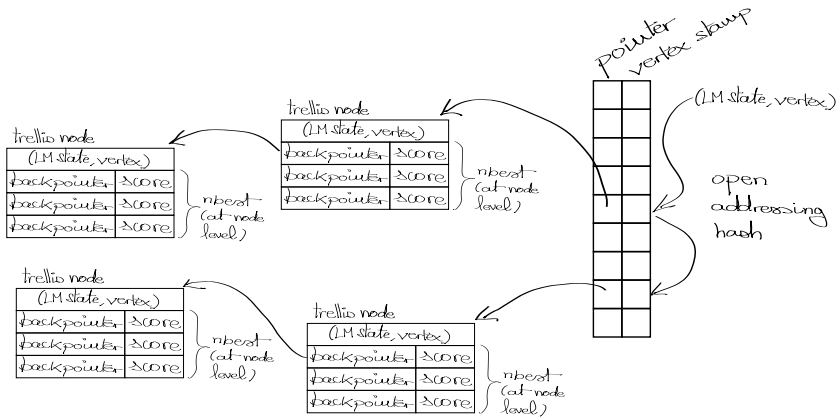 pointer
vertex stamp
(LM state, vertex)
open
addressing
hash
trellis node
(LM state, vertex)
backpointer score
backpointer score
backpointer score
nbest
(at node
level)
trellis node
(LM state, vertex)
backpointer score
backpointer score
backpointer score
nbest
(at node
level)
trellis node
(LM state, vertex)
backpointer score
backpointer score
backpointer score
nbest
(at node
level)
trellis node
(LM state, vertex)
backpointer score
backpointer score
backpointer score
nbest
(at node
level)